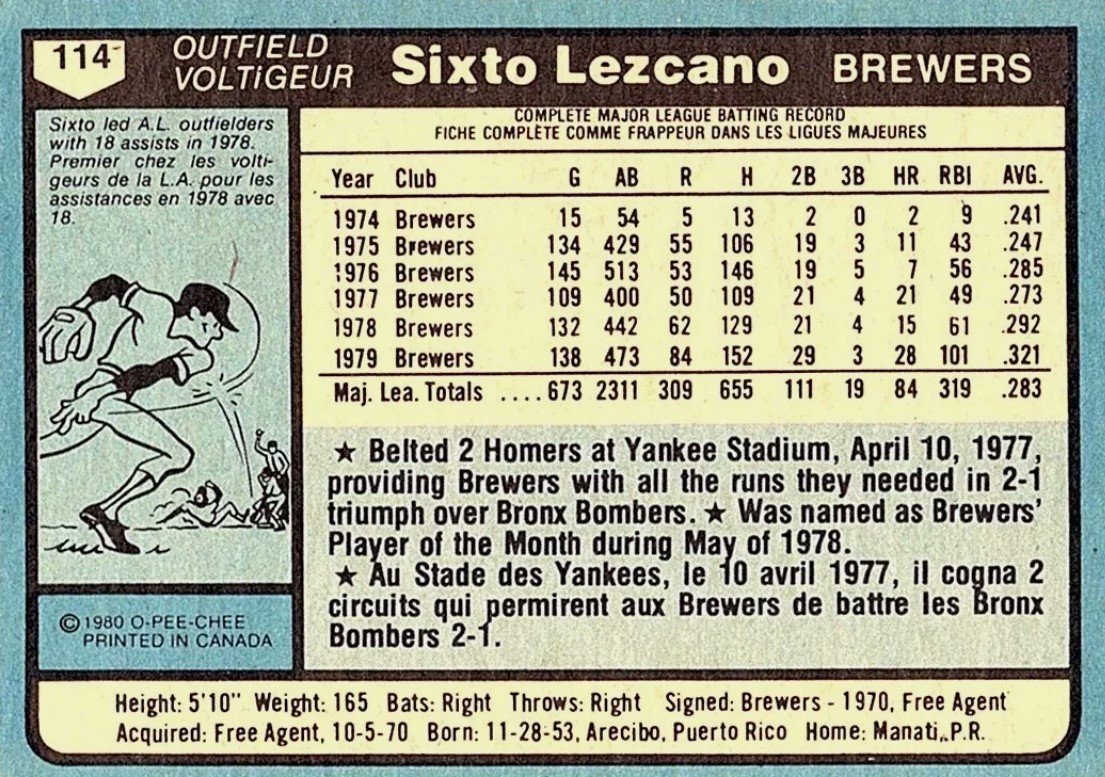 114
OUTFIELD
VOLTiGEUR
Sixto Lezcano
BREWERS
Sixto led A.L. outfielders
with 18 assists in 1978.
Premier chez les volti-
geurs de la L.A. pour les
assistances en 1978 avec
18.
COMPLETE MAJOR LEAGUE BATTING RECORD
FICHE COMPLÈTE COMME FRAPPEUR DANS LES LIGUES MAJEURES
Year Club G AB R H 2B 3B HR RBI AVG.
1974 Brewers 15 54 5 13 2 0 2 9 .241
1975 Brewers 134 429 55 106 19 3 11 43 .247
1976 Brewers 145 513 53 146 19 5 7 56 .285
1977 Brewers 109 400 50 109 21 4 21 49 .273
1978 Brewers 132 442 62 129 21 4 15 61 .292
1979 Brewers 138 473 84 152 29 3 28 101 .321
Maj. Lea. Totals ....673 2311 309 655 111 19 84 319 .283
★ Belted 2 Homers at Yankee Stadium, April 10, 1977,
providing Brewers with all the runs they needed in 2-1
triumph over Bronx Bombers. ★ Was named as Brewers'
Player of the Month during May of 1978.
★ Au Stade des Yankees, le 10 avril 1977, il cogna 2
circuits qui permirent aux Brewers de battre les Bronx
Bombers 2-1.
© 1980 O-PEE-CHEE
PRINTED IN CANADA
Height: 5'10" Weight: 165 Bats: Right Throws: Right Signed: Brewers - 1970, Free Agent
Acquired: Free Agent, 10-5-70 Born: 11-28-53, Arecibo, Puerto Rico Home: Manati, P.R.